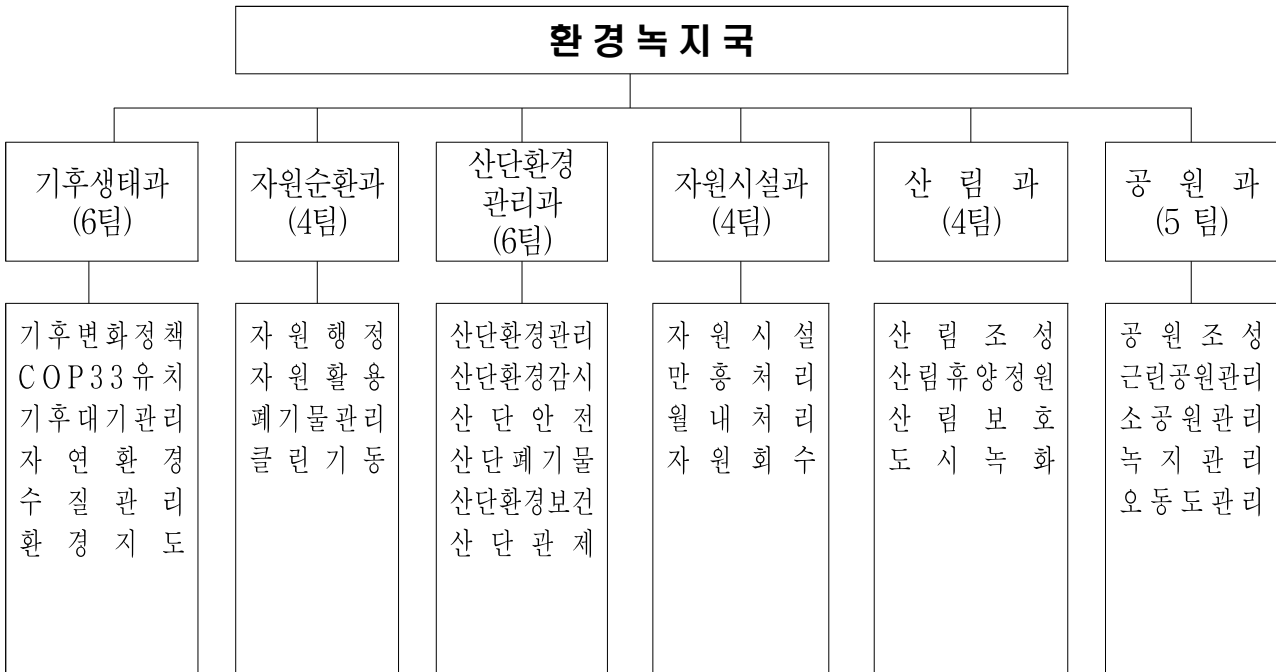 환경녹지국
기후생태과
(6팀)
자원순환과
(4팀)
산단환경
관리과
(6팀)
자원시설과
(4팀)
산림과
(4팀)
공원과
(5 팀)
기후변화정책
COP33유치
기후대기관리
자연환경
수질관리
환경지도
자원행정
자원활용
폐기물관리
클린기동
산단환경관리
산단환경감시
산단안전
산단폐기물
산단환경보건
산단관제
자원시설
만흥처리
월내처리
자원회수
산림조성
산림휴양정원
산림보호
도시녹화
공원조성
근린공원관리
소공원관리
녹지관리
오동도관리